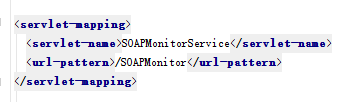 <servlet-mapping>
<servlet-name>SOAPMonitorService</servlet-name>
<url-pattern>/SOAPMonitor</url-pattern>
</servlet-mapping>